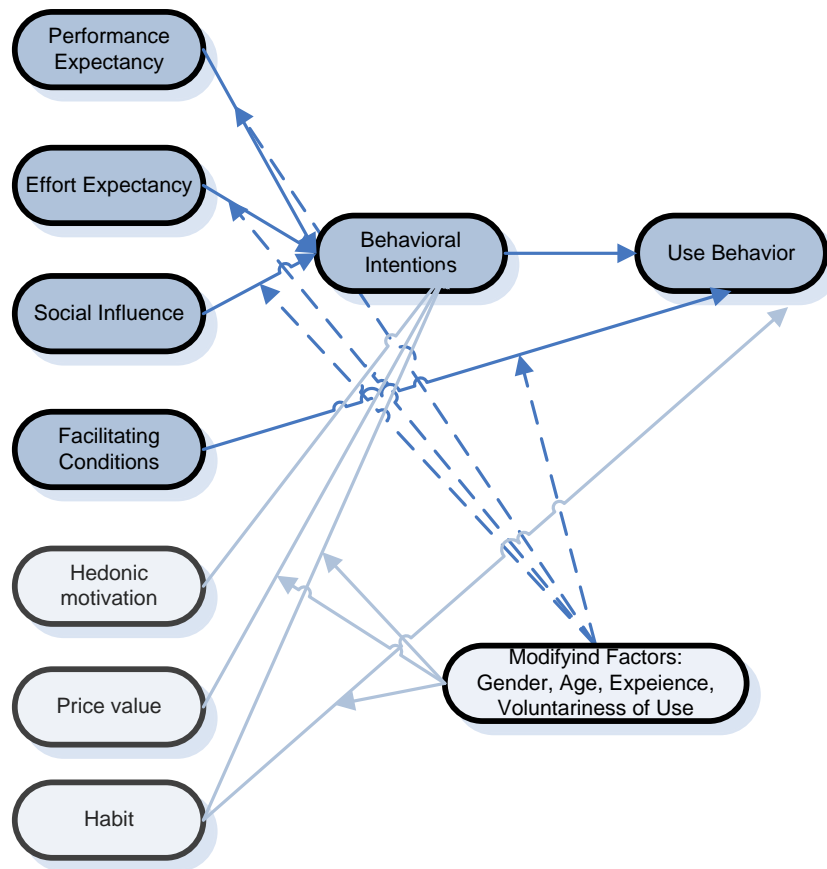 Performance
Expectancy
Effort Expectancy
Behavioral
Intentions
Use Behavior
Social Influence
Facilitating
Conditions
Hedonic
motivation
Modifyind Factors:
Gender, Age, Expeience,
Voluntariness of Use
Price value
Habit